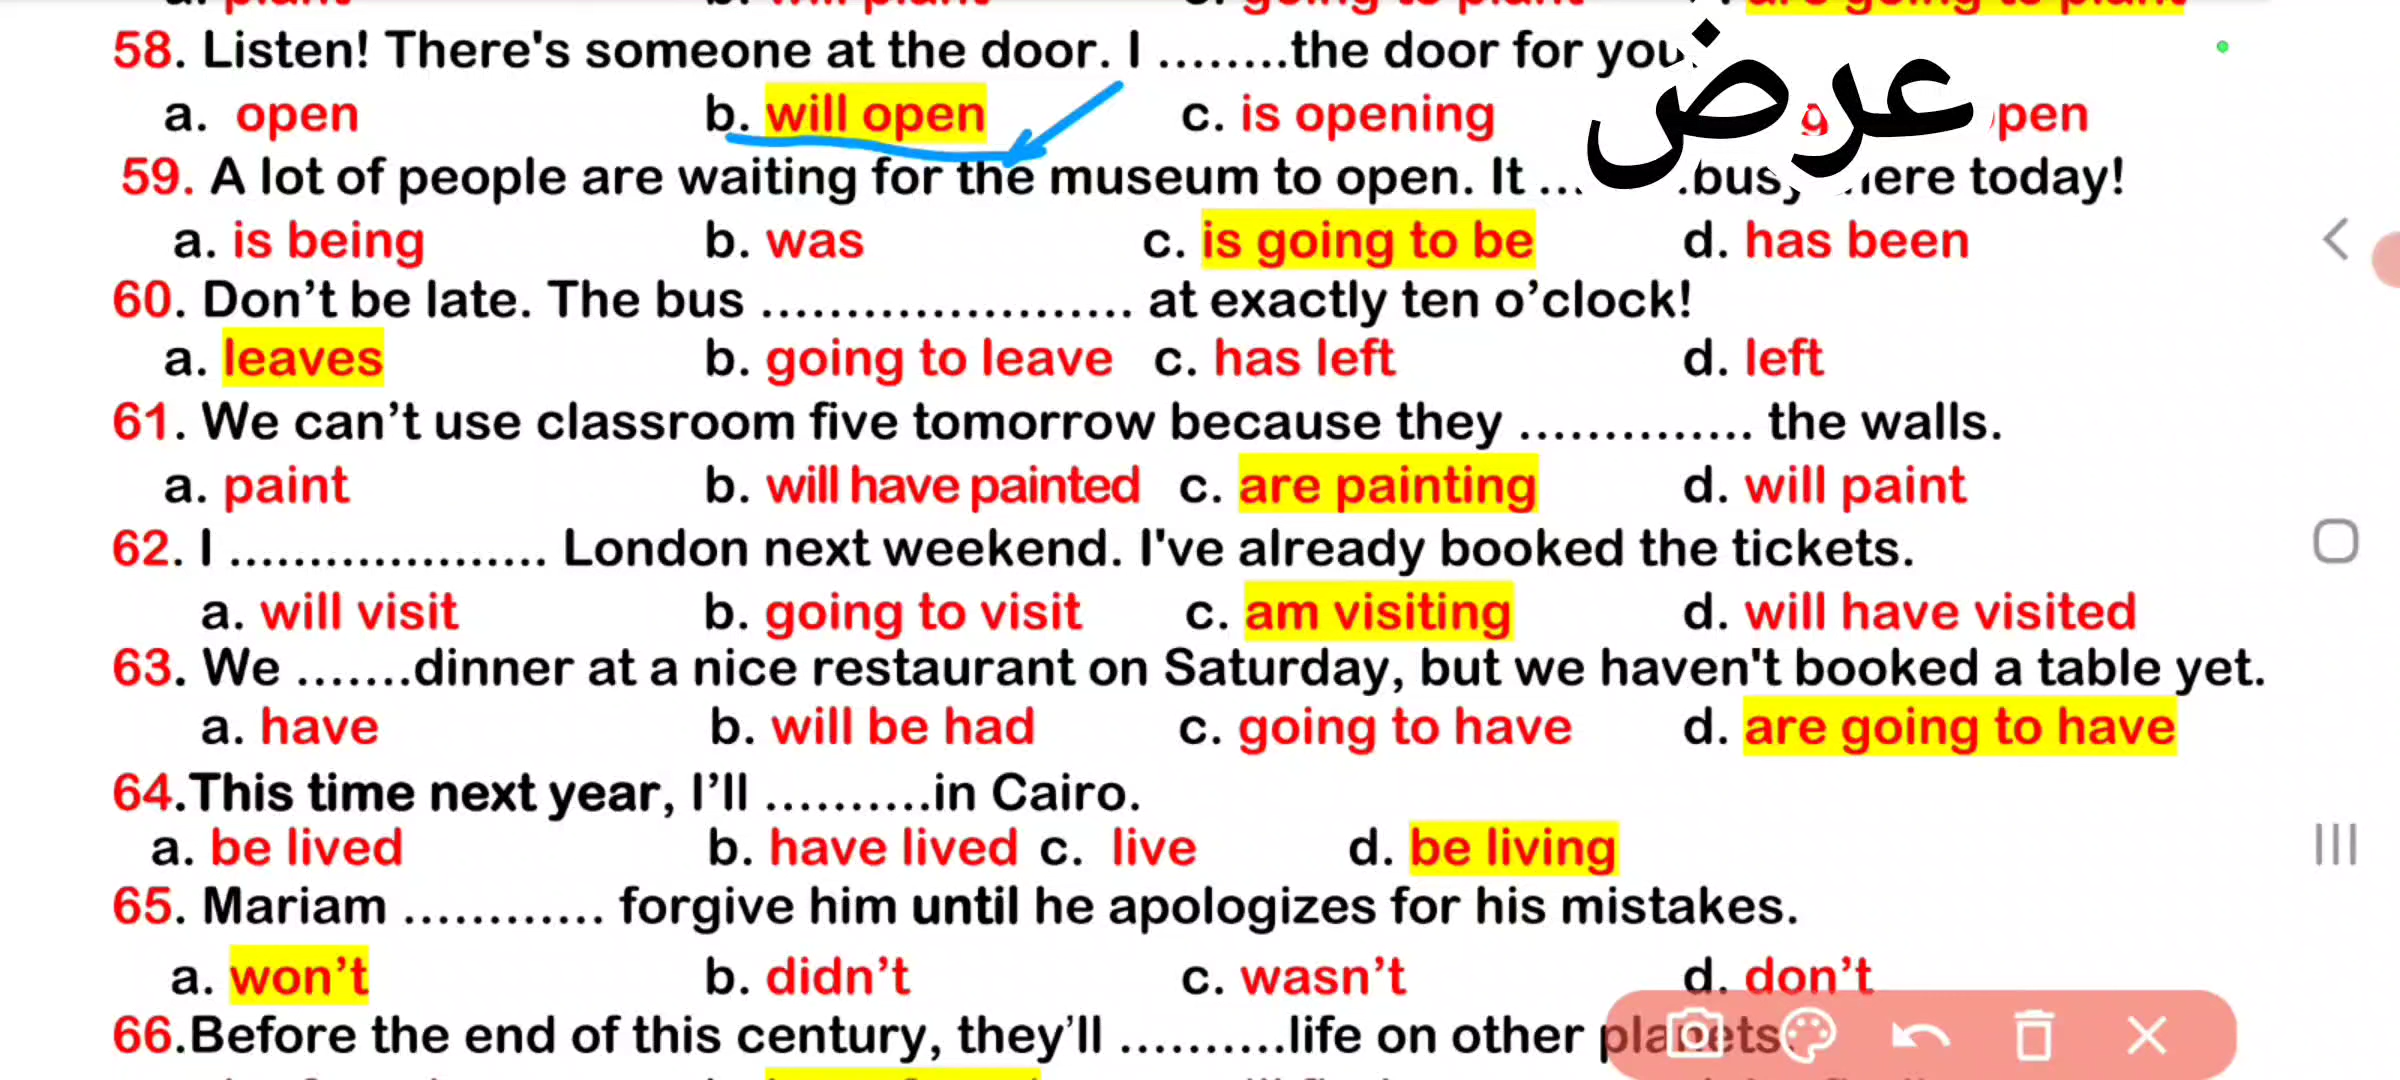 58. Listen! There's someone at the door. I ........the door for you.
عرض
a. open b. will open c. is opening pen
59. A lot of people are waiting for the museum to open. It ... .busy here today!
a. is being b. was c. is going to be d. has been
60. Don’t be late. The bus ...................... at exactly ten o’clock!
a. leaves b. going to leave c. has left d. left
61. We can’t use classroom five tomorrow because they .............. the walls.
a. paint b. will have painted c. are painting d. will paint
62. I .................... London next weekend. I've already booked the tickets.
a. will visit b. going to visit c. am visiting d. will have visited
63. We .......dinner at a nice restaurant on Saturday, but we haven't booked a table yet.
a. have b. will be had c. going to have d. are going to have
64.This time next year, I’ll ..........in Cairo.
a. be lived b. have lived c. live d. be living
65. Mariam ............ forgive him until he apologizes for his mistakes.
a. won’t b. didn’t c. wasn’t d. don’t
66.Before the end of this century, they’ll ..........life on other planets.